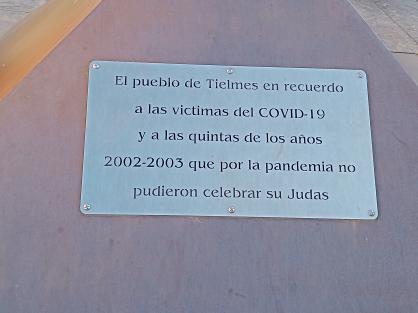 El pueblo de Tielmes en recuerdo
a las victimas del COVID-19
y a las quintas de los años
2002-2003 que por la pandemia no
pudieron celebrar su Judas